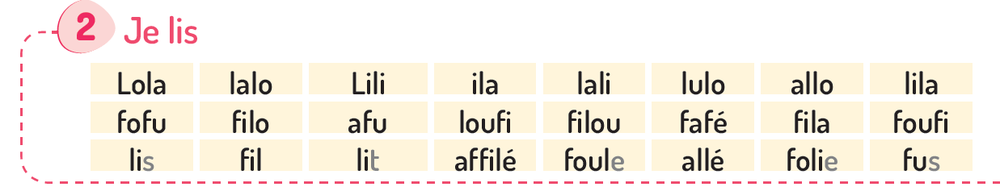 2 Je lis
Lola lalo Lili ila lali lulo allo lila
fofu filo afu loufi filou fafé fila foufi
lis fil lit affilé foule allé folie fus